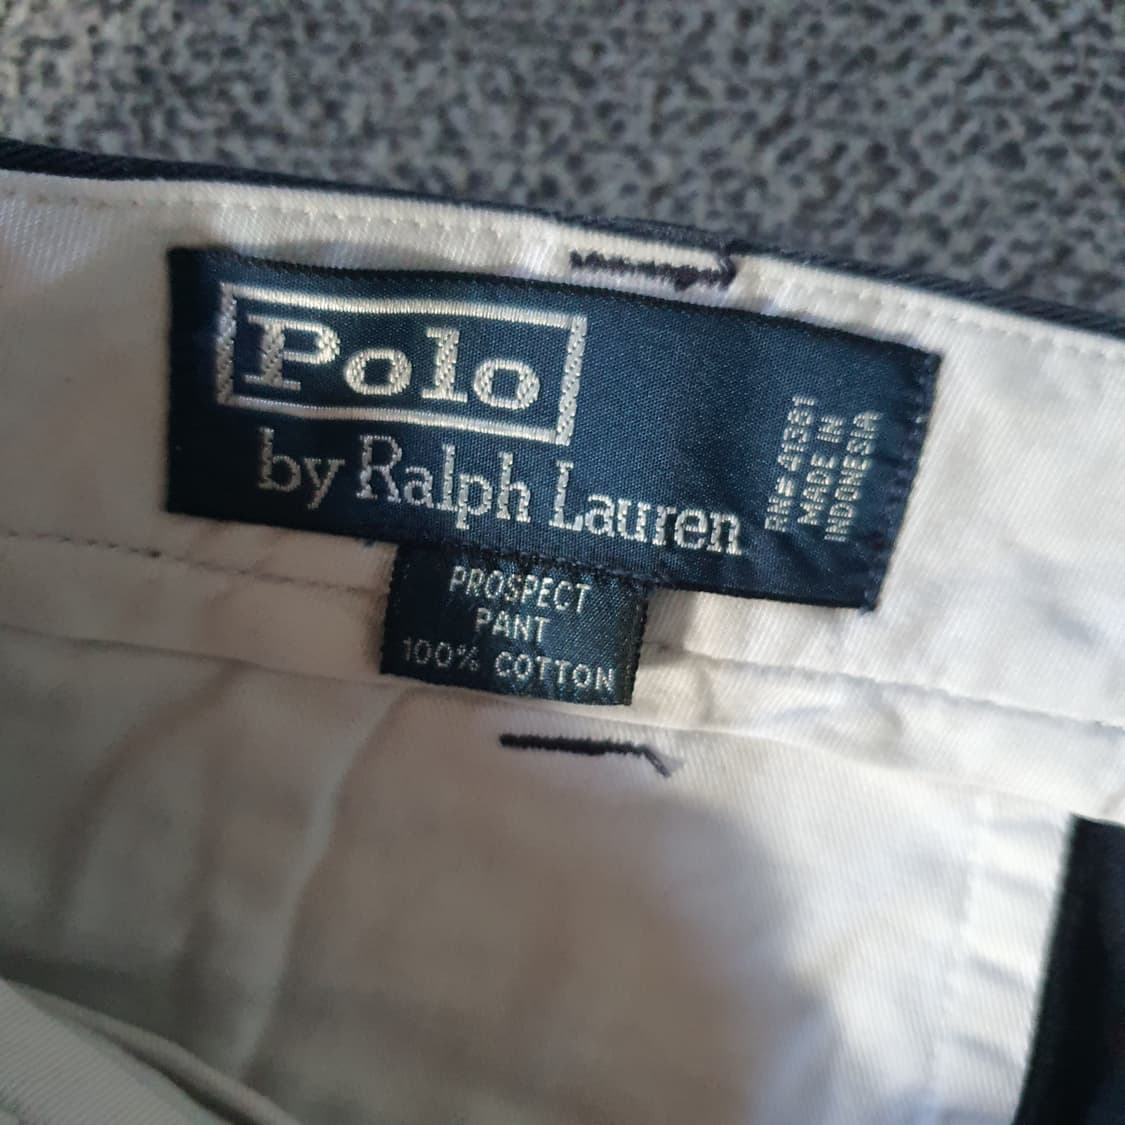 Polo
by Ralph Lauren
RN# 41381
MADE IN
INDONESIA
PROSPECT
PANT
100% COTTON